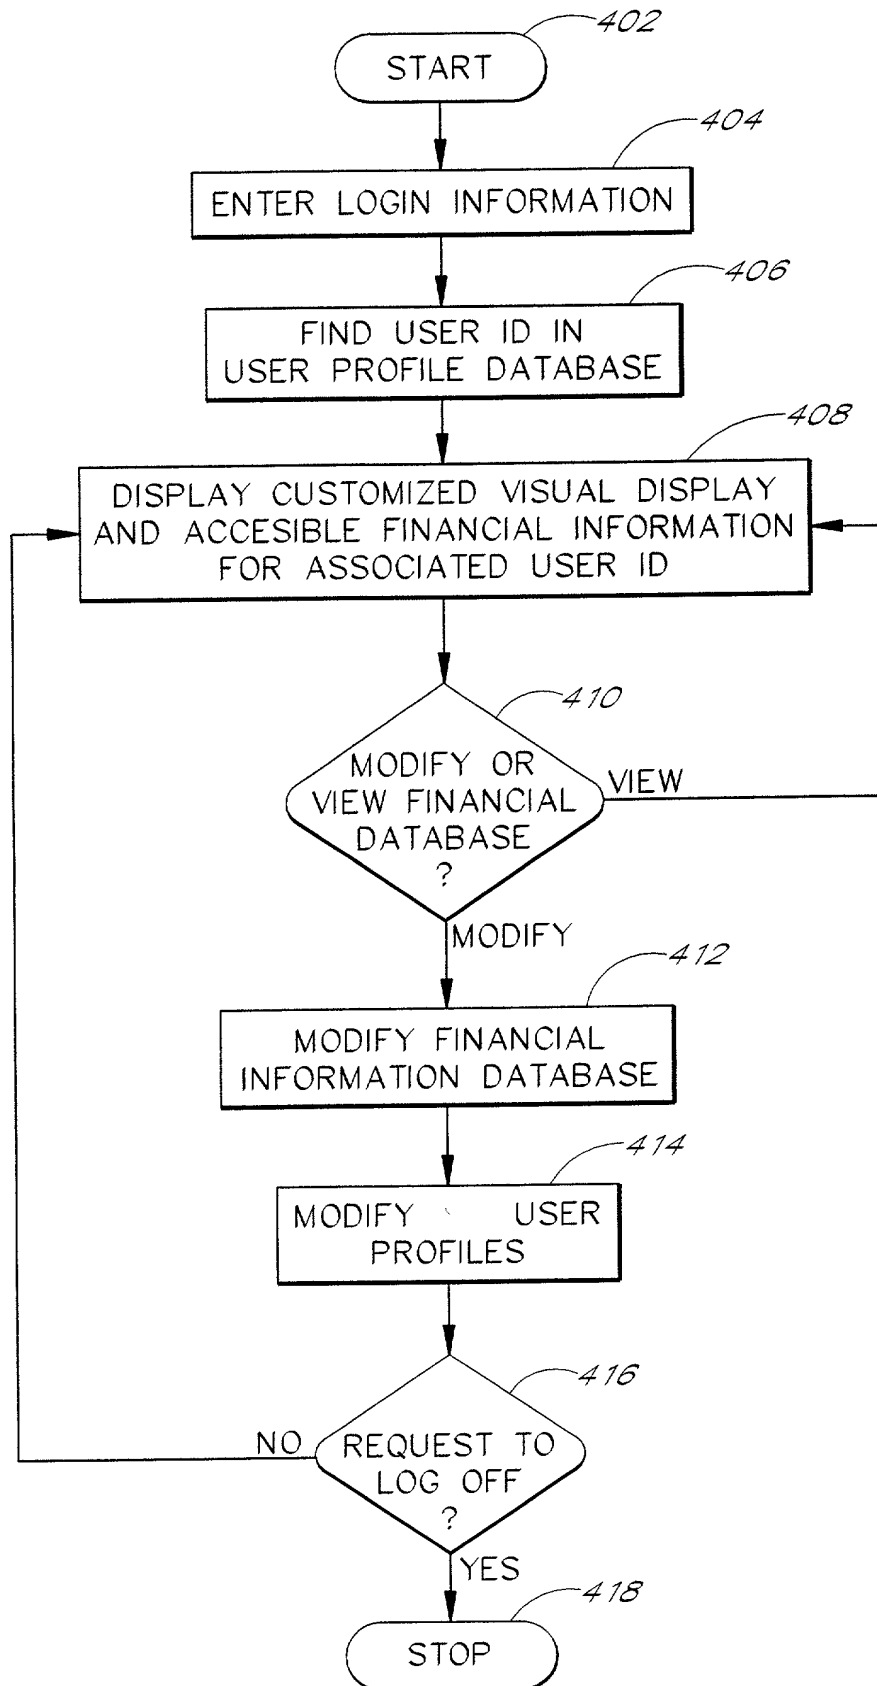 402
START
404
ENTER LOGIN INFORMATION
406
FIND USER ID IN
USER PROFILE DATABASE
408
DISPLAY CUSTOMIZED VISUAL DISPLAY
AND ACCESIBLE FINANCIAL INFORMATION
FOR ASSOCIATED USER ID
410
MODIFY OR
VIEW FINANCIAL
DATABASE
?
VIEW
MODIFY
412
MODIFY FINANCIAL
INFORMATION DATABASE
414
MODIFY USER
PROFILES
416
NO
REQUEST TO
LOG OFF
?
YES
418
STOP